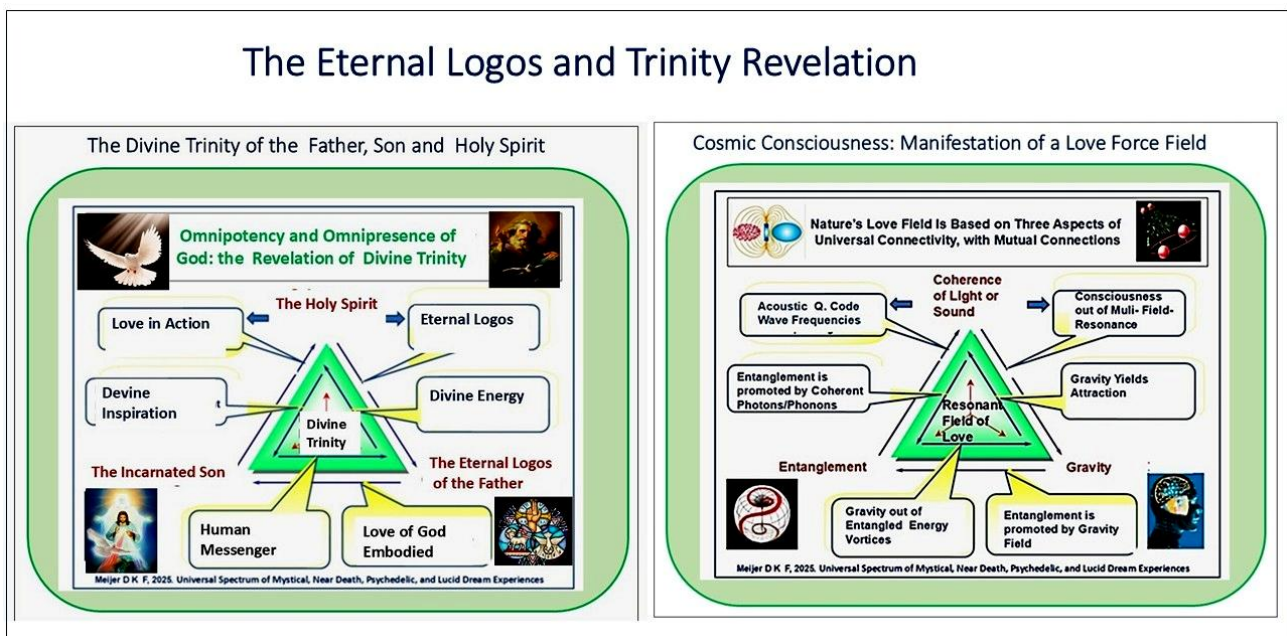 The Eternal Logos and Trinity Revelation
The Divine Trinity of the Father, Son and Holy Spirit
Omnipotency and Omnipresence of
God: the Revelation of Divine Trinity
The Holy Spirit
Love in Action
Eternal Logos
Devine
Inspiration
Divine Energy
Divine
Trinity
The Incarnated Son
The Eternal Logos
of the Father
Human
Messenger
Love of God
Embodied
Meijer D K F, 2025. Universal Spectrum of Mystical, Near Death, Psychedelic, and Lucid Dream Experiences
Cosmic Consciousness: Manifestation of a Love Force Field
Nature's Love Field Is Based on Three Aspects of
Universal Connectivity, with Mutual Connections
Coherence
of Light or
Sound
Acoustic Q. Code
Wave Frequencies
Consciousness
out of Muli- Field-
Resonance
Entanglement is
promoted by Coherent
Photons/Phonons
Gravity Yields
Attraction
Resonant
Field of
Love
Entanglement
Gravity
Gravity out of
Entangled Energy
Vortices
Entanglement is
promoted by Gravity
Field
Meijer D K F, 2025. Universal Spectrum of Mystical, Near Death, Psychedelic, and Lucid Dream Experiences